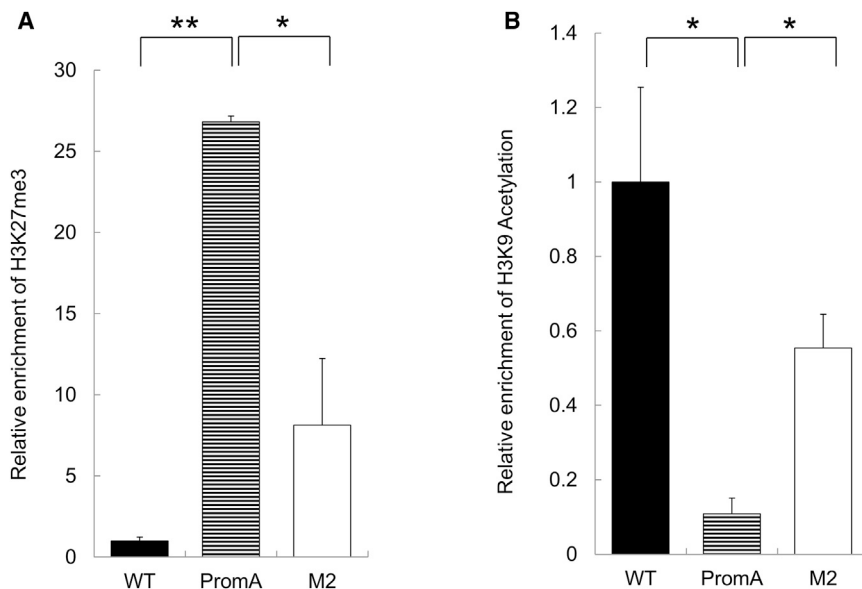 A
** *
Relative enrichment of H3K27me3
30
25
20
15
10
5
0
WT PromA M2
B
* *
Relative enrichment of H3K9 Acetylation
1.4
1.2
1
0.8
0.6
0.4
0.2
0
WT PromA M2